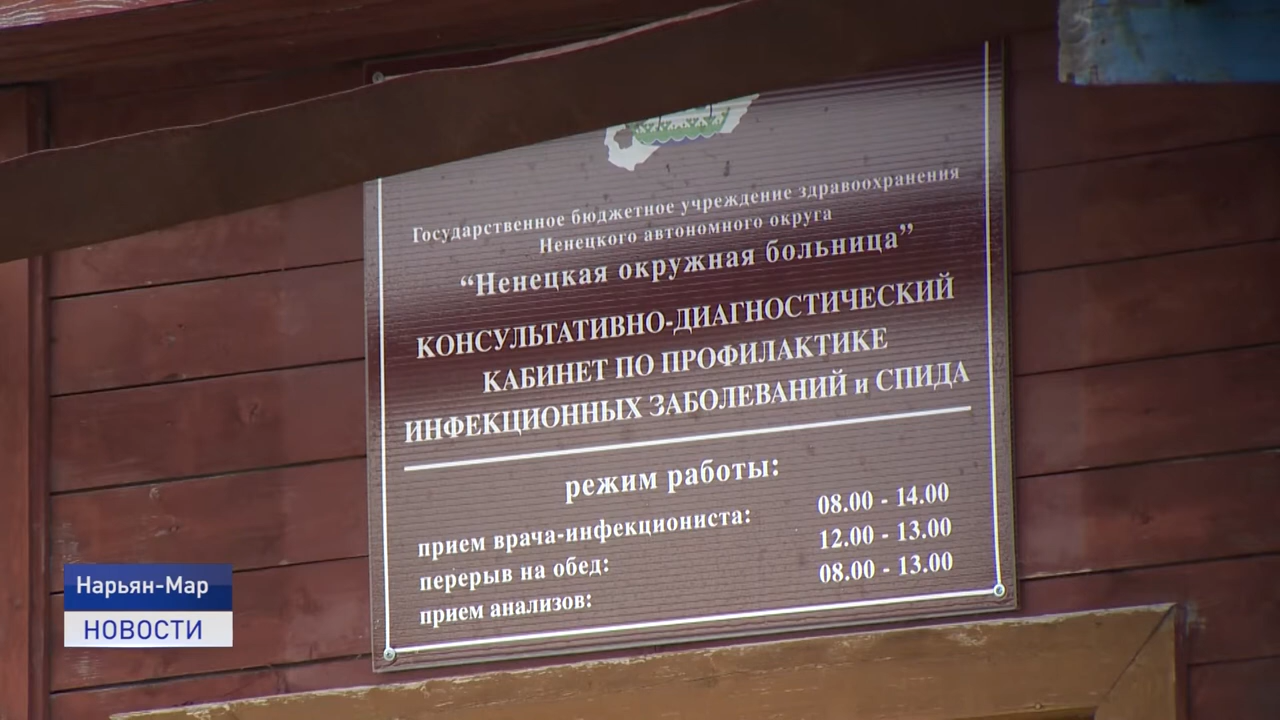 Государственное бюджетное учреждение здравоохранения
Ненецкого автономного округа
“Ненецкая окружная больница”
КОНСУЛЬТАТИВНО-ДИАГНОСТИЧЕСКИЙ
КАБИНЕТ ПО ПРОФИЛАКТИКЕ
ИНФЕКЦИОННЫХ ЗАБОЛЕВАНИЙ и СПИДА
режим работы:
прием врача-инфекциониста: 08.00 - 14.00
перерыв на обед: 12.00 - 13.00
прием анализов: 08.00 - 13.00
Нарьян-Мар
НОВОСТИ